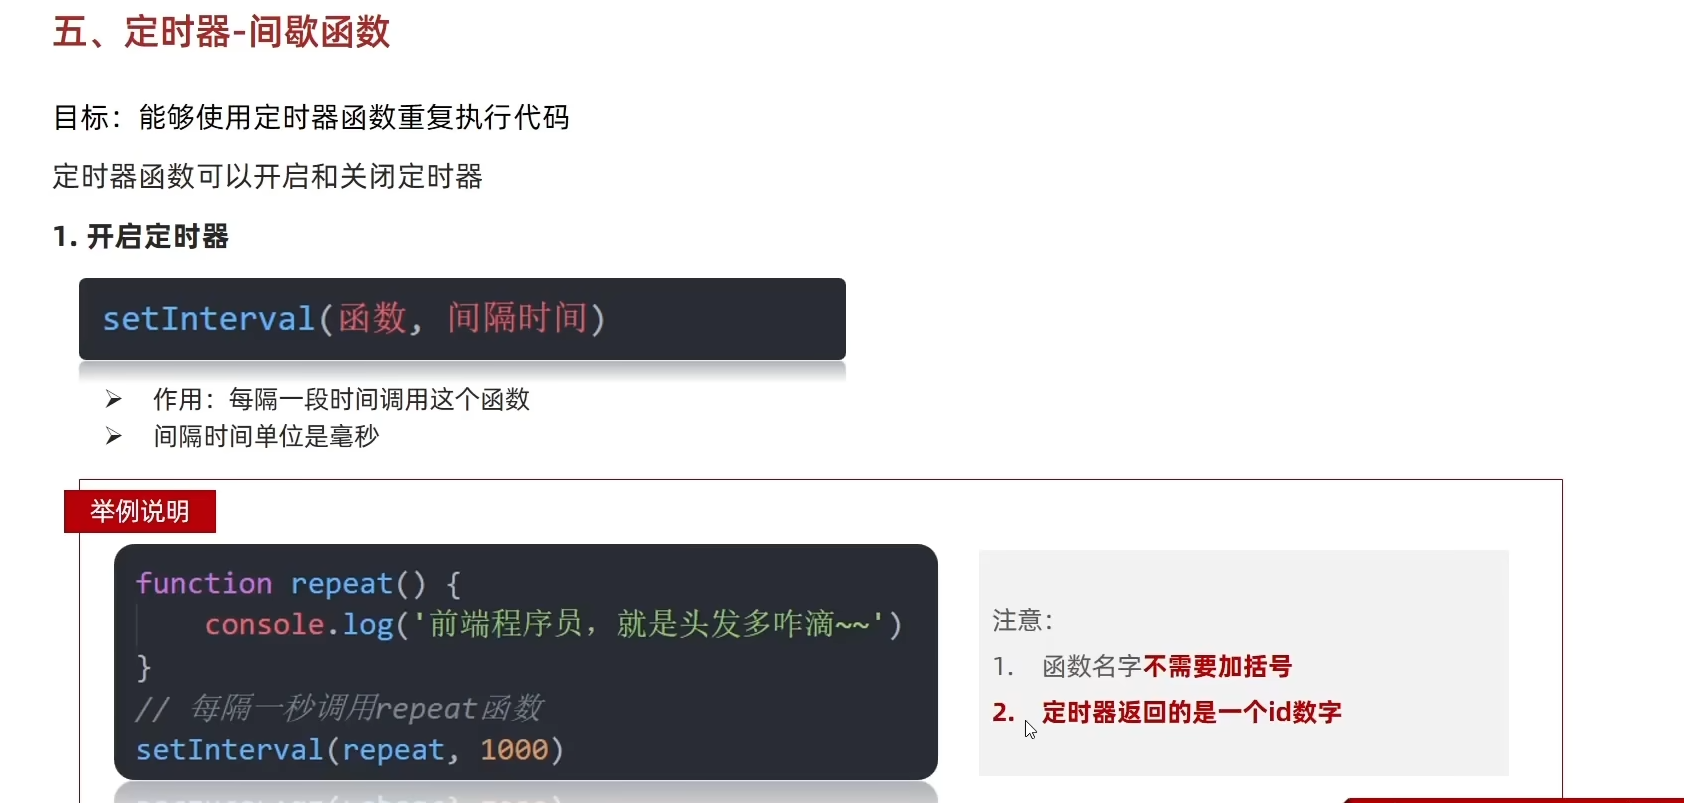 五、定时器-间歇函数
目标：能够使用定时器函数重复执行代码
定时器函数可以开启和关闭定时器
1. 开启定时器
setInterval(函数, 间隔时间)
➢ 作用：每隔一段时间调用这个函数
➢ 间隔时间单位是毫秒
举例说明
function repeat() {
    console.log('前端程序员，就是头发多咋滴~~')
}
// 每隔一秒调用repeat函数
setInterval(repeat, 1000)
注意：
1. 函数名字不需要加括号
2. 定时器返回的是一个id数字